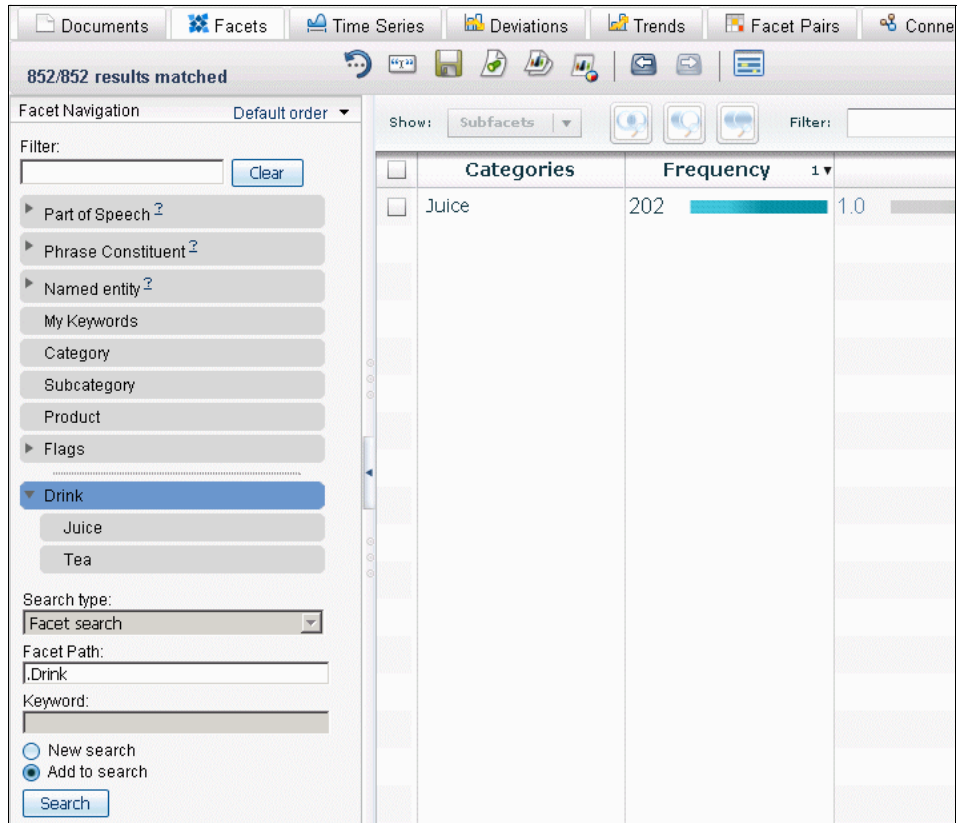 Documents Facets Time Series Deviations Trends Facet Pairs Conne
852/852 results matched
Facet Navigation Default order
Filter:
Clear
Part of Speech ?
Phrase Constituent ?
Named entity ?
My Keywords
Category
Subcategory
Product
Flags
Drink
Juice
Tea
Search type:
Facet search
Facet Path:
.Drink
Keyword:
New search
Add to search
Search
Show: Subfacets Filter:
Categories Frequency 1
Juice 202 1.0